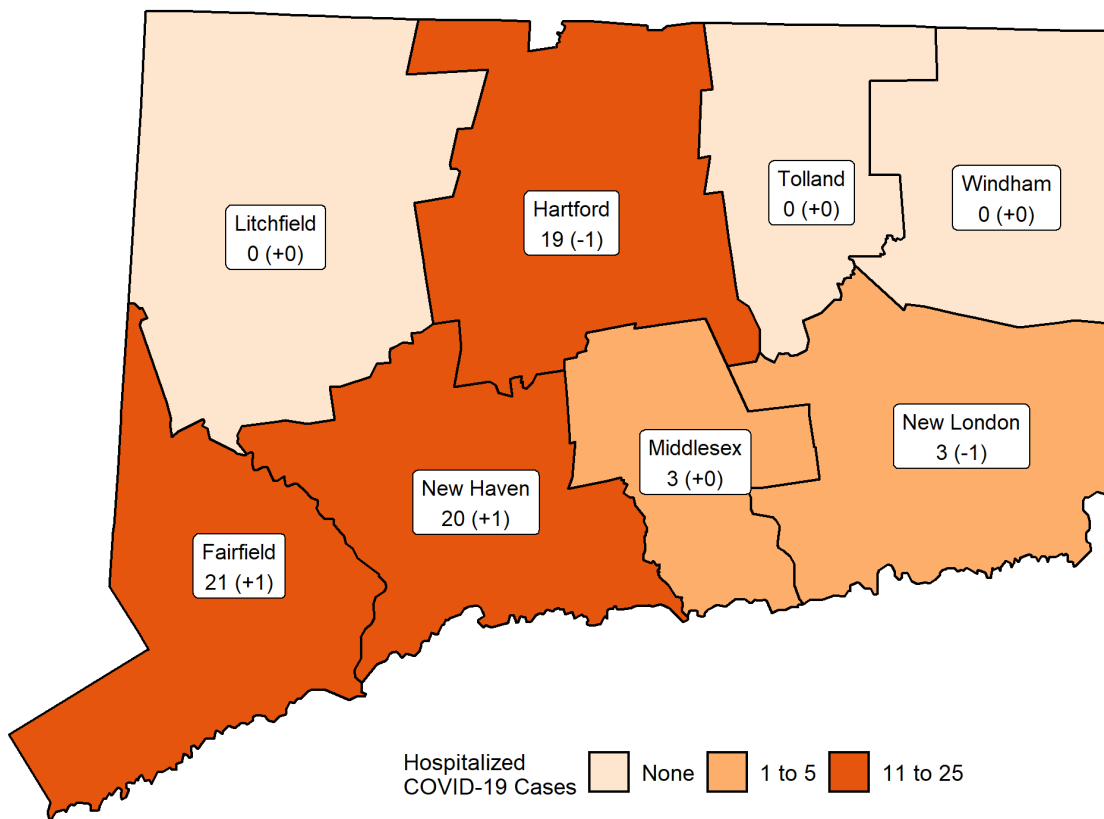 Tolland
0 (+0)
Windham
0 (+0)
Hartford
19 (-1)
Litchfield
0 (+0)
New London
3 (-1)
Middlesex
3 (+0)
New Haven
20 (+1)
Fairfield
21 (+1)
Hospitalized
COVID-19 Cases
None
1 to 5
11 to 25